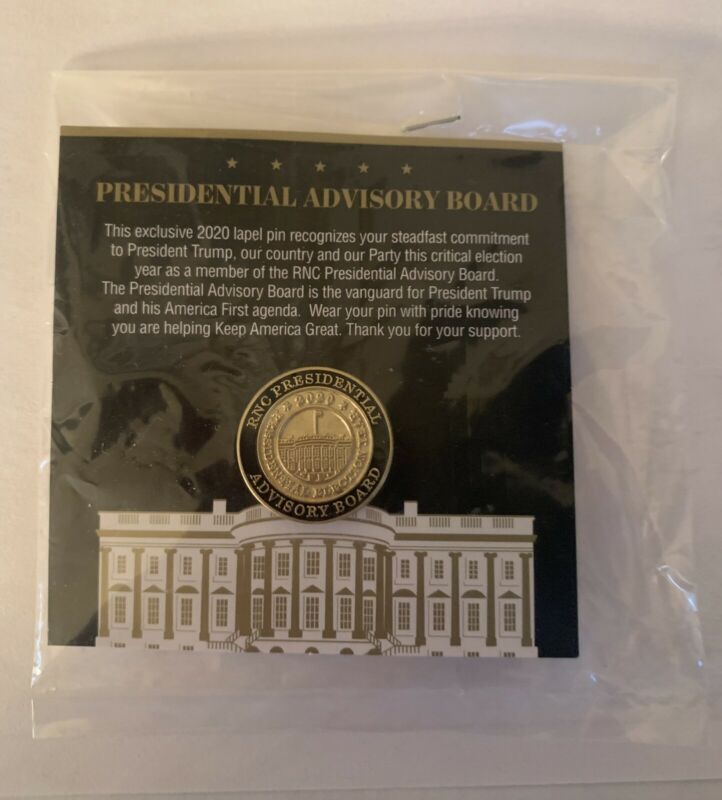 PRESIDENTIAL ADVISORY BOARD
This exclusive 2020 lapel pin recognizes your steadfast commitment
to President Trump, our country and our Party this critical election
year as a member of the RNC Presidential Advisory Board.
The Presidential Advisory Board is the vanguard for President Trump
and his America First agenda. Wear your pin with pride knowing
you are helping Keep America Great. Thank you for your support.
RNC PRESIDENTIAL
2020
PRESIDENTIAL ELECTION YEAR
ADVISORY BOARD